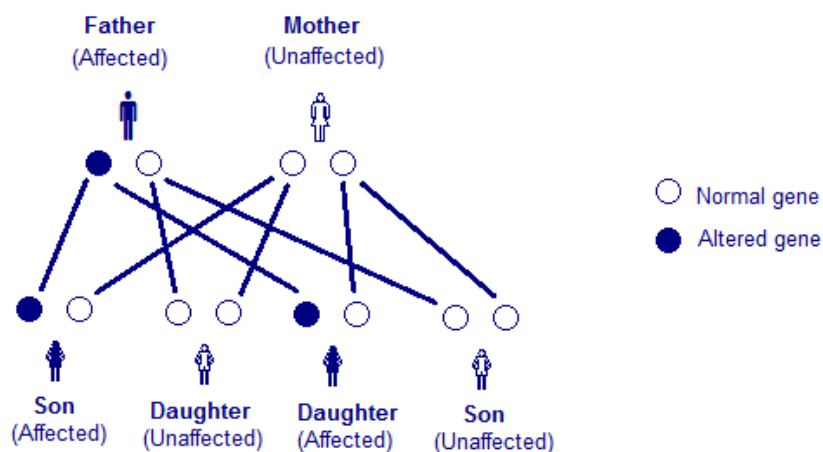 Father
(Affected)
Mother
(Unaffected)
Normal gene
Altered gene
Son
(Affected)
Daughter
(Unaffected)
Daughter
(Affected)
Son
(Unaffected)